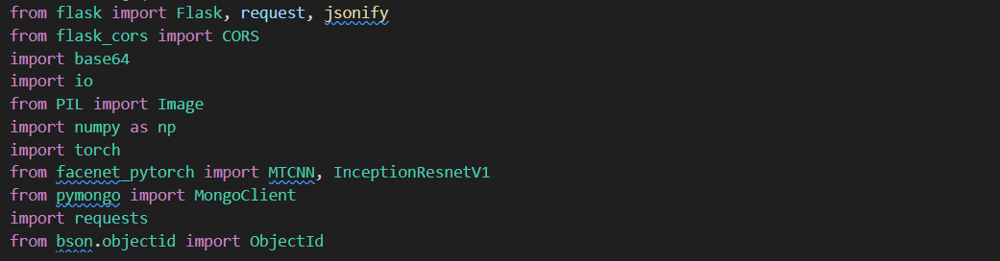 from flask import Flask, request, jsonify
from flask_cors import CORS
import base64
import io
from PIL import Image
import numpy as np
import torch
from facenet_pytorch import MTCNN, InceptionResnetV1
from pymongo import MongoClient
import requests
from bson.objectid import ObjectId